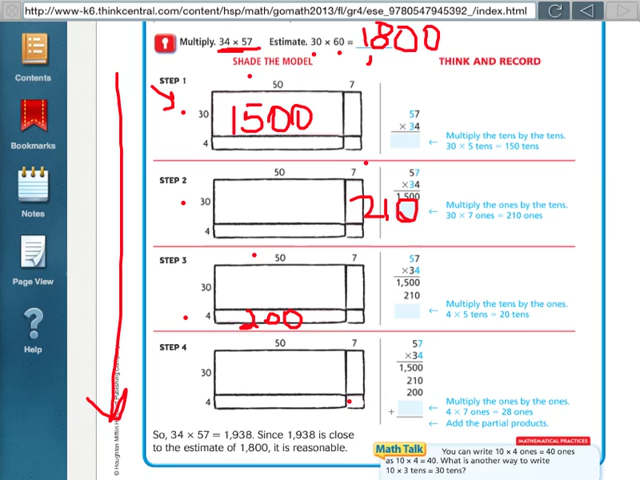 www-k6.thinkcentral.com/content/hsp/math/gomath2013/fl/gr4/ese_9780547945392_/index.html
Contents
Bookmarks
Notes
Page View
Help
Multiply. 34 × 57 Estimate. 30 × 60 = 1800
SHADE THE MODEL
THINK AND RECORD
STEP 1
50 7
30 1500
4
57
× 34
← Multiply the tens by the tens.
30 × 5 tens = 150 tens
STEP 2
50 7
30 210
4
57
×34
1,500
← Multiply the ones by the tens.
30 × 7 ones = 210 ones
STEP 3
50 7
30
4 200
57
×34
1,500
210
← Multiply the tens by the ones.
4 × 5 tens = 20 tens
STEP 4
50 7
30
4
57
×34
1,500
210
200
+
← Multiply the ones by the ones.
4 × 7 ones = 28 ones
← Add the partial products.
So, 34 × 57 = 1,938. Since 1,938 is close
to the estimate of 1,800, it is reasonable.
MATHEMATICAL PRACTICES
Math Talk You can write 10 × 4 ones = 40 ones
as 10 × 4 = 40. What is another way to write
10 × 3 tens = 30 tens?